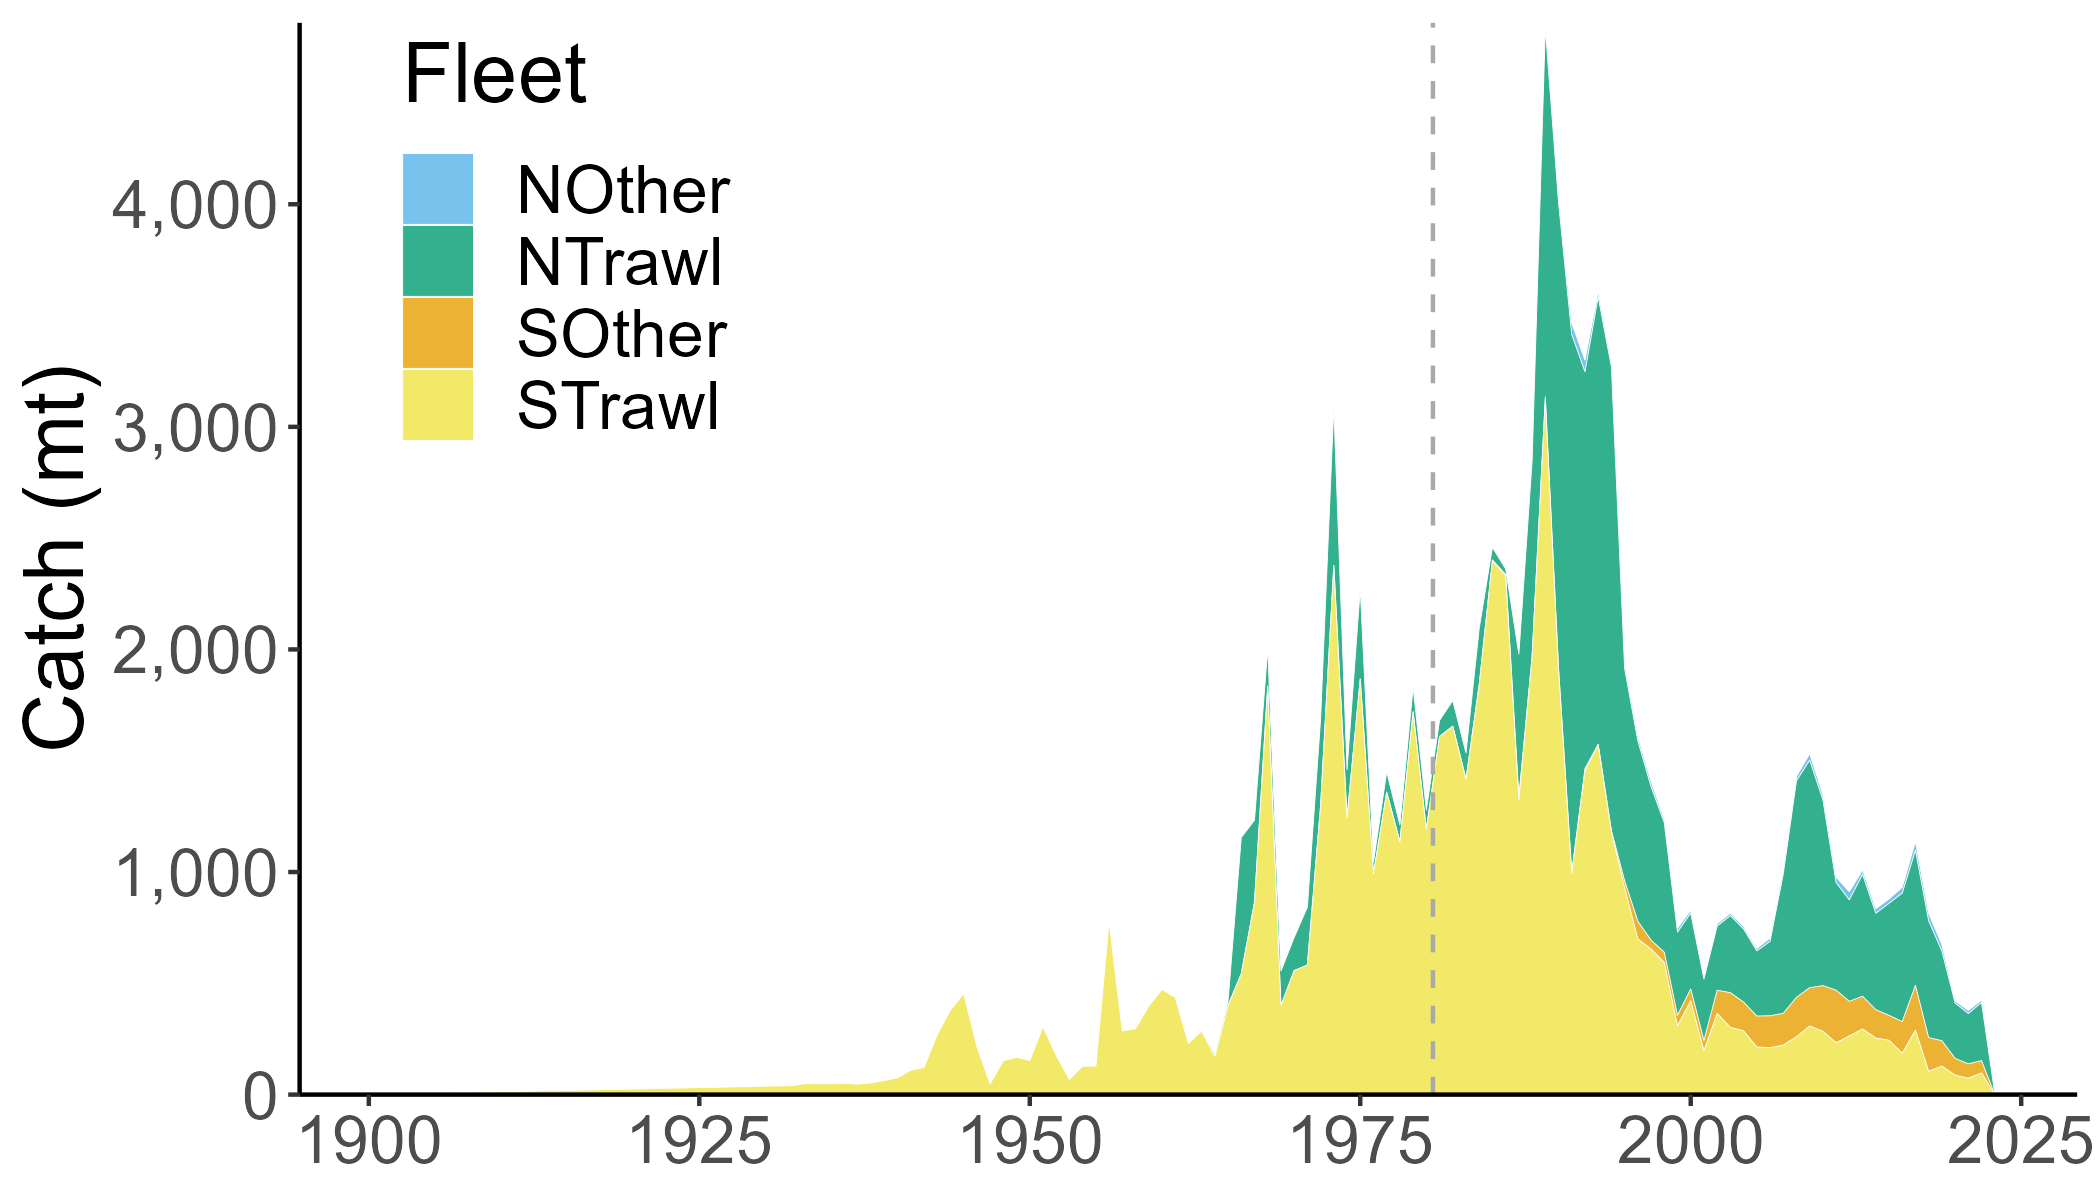 Fleet
NOther
NTrawl
SOther
STrawl
Catch (mt)
4,000
3,000
2,000
1,000
0
1900 1925 1950 1975 2000 2025